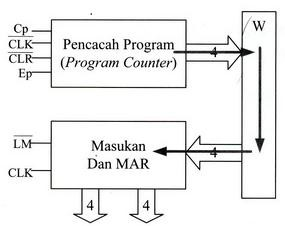 Cp
CLK
CLR
Ep
Pencacah Program
(Program Counter)
4
W
LM
CLK
Masukan
Dan MAR
4
4
4